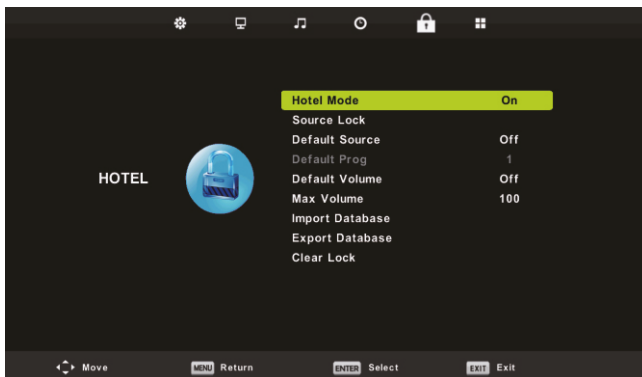 Hotel Mode On
Source Lock
Default Source Off
Default Prog 1
HOTEL
Default Volume Off
Max Volume 100
Import Database
Export Database
Clear Lock
Move MENU Return ENTER Select EXIT Exit